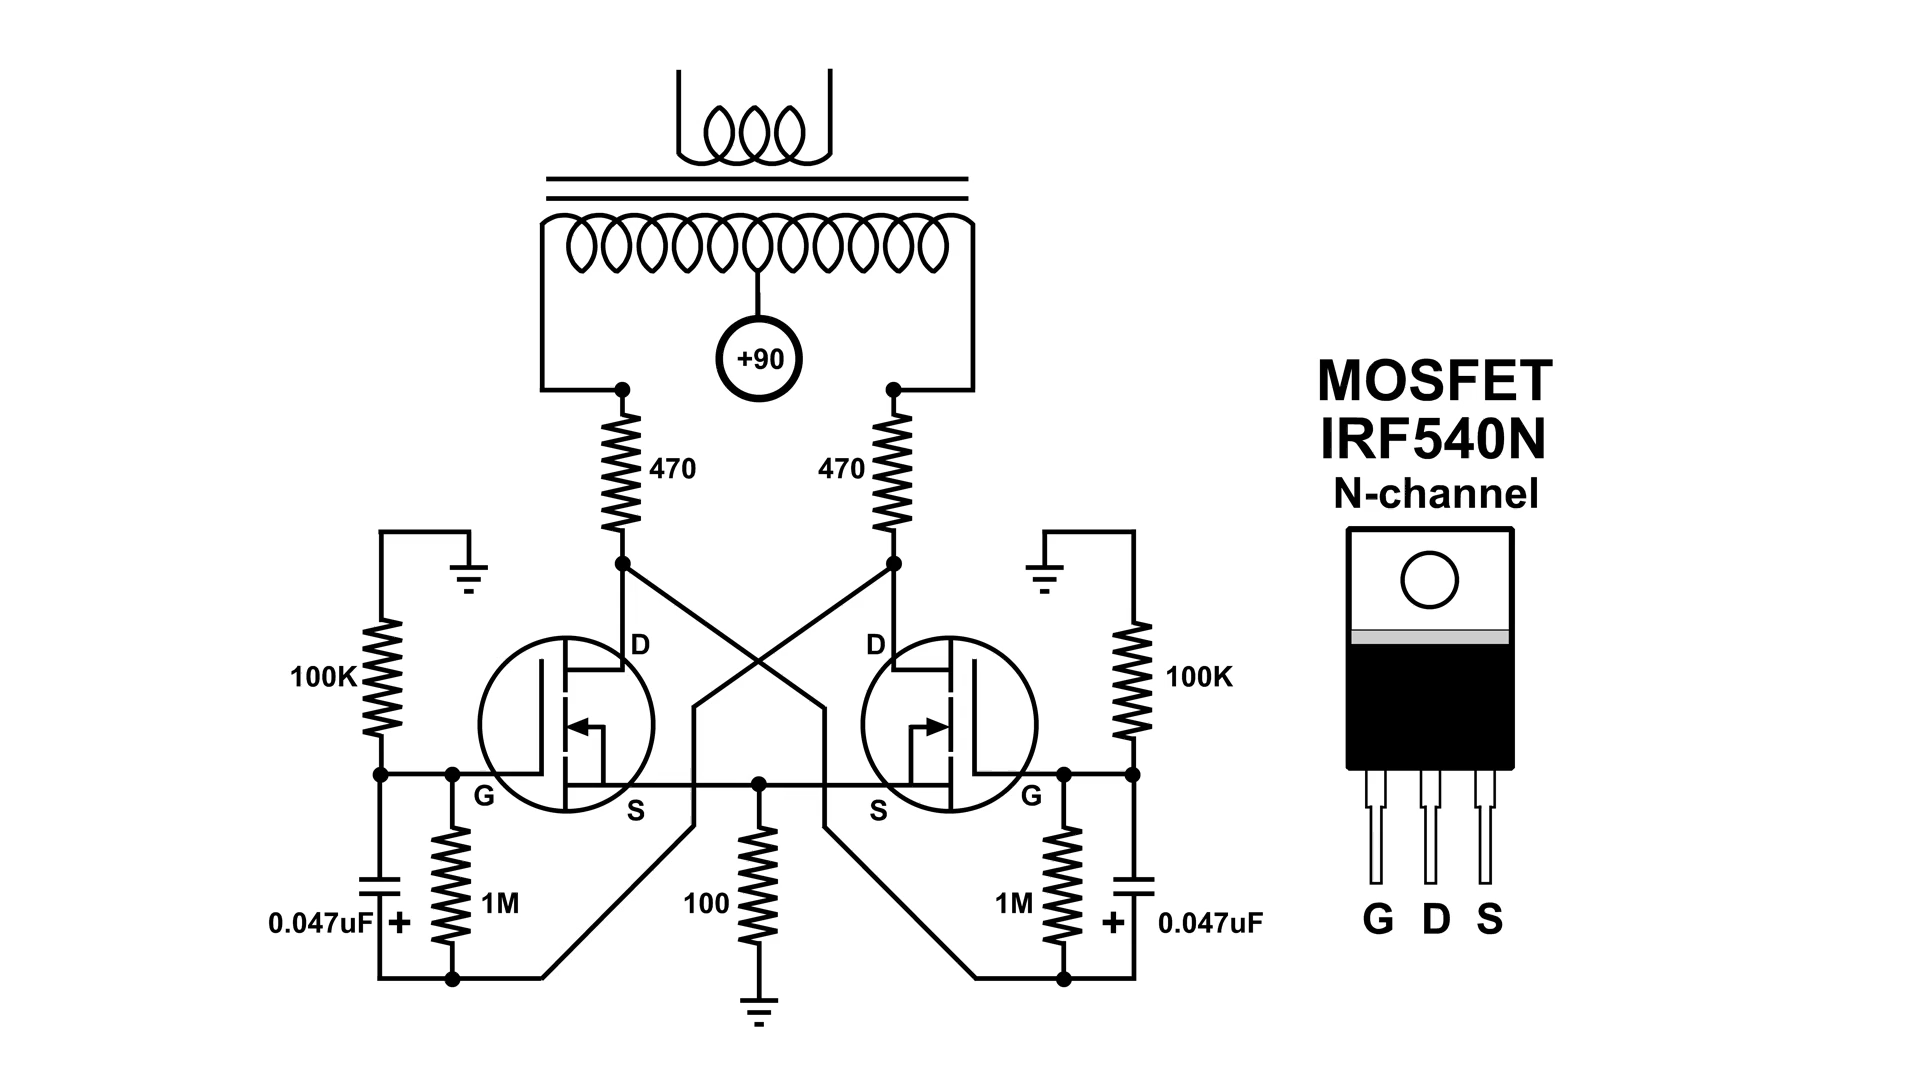 +90
470
470
MOSFET
IRF540N
N-channel
D
D
100K
100K
G
S
S
G
0.047uF +
1M
100
1M
+ 0.047uF
G D S